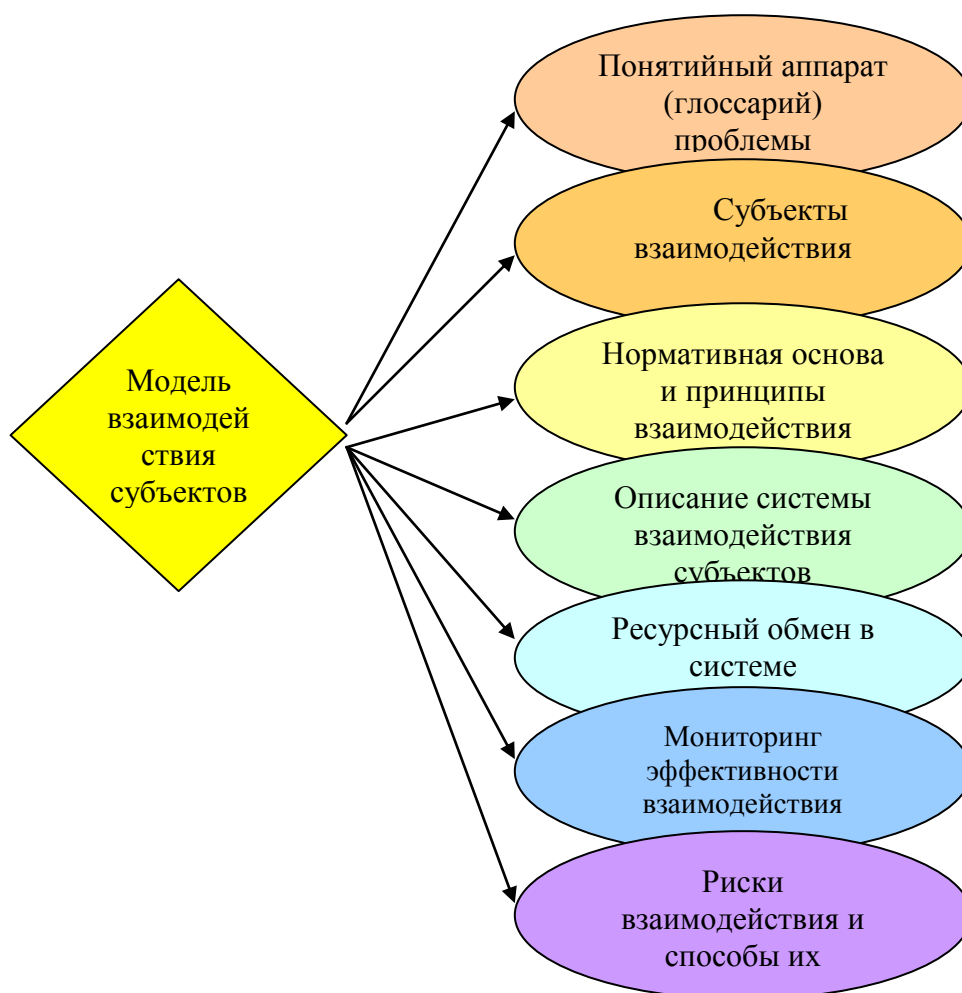 Понятийный аппарат
(глоссарий)
проблемы
Субъекты
взаимодействия
Нормативная основа
и принципы
взаимодействия
Модель
взаимодей
ствия
субъектов
Описание системы
взаимодействия
субъектов
Ресурсный обмен в
системе
Мониторинг
эффективности
взаимодействия
Риски
взаимодействия и
способы их